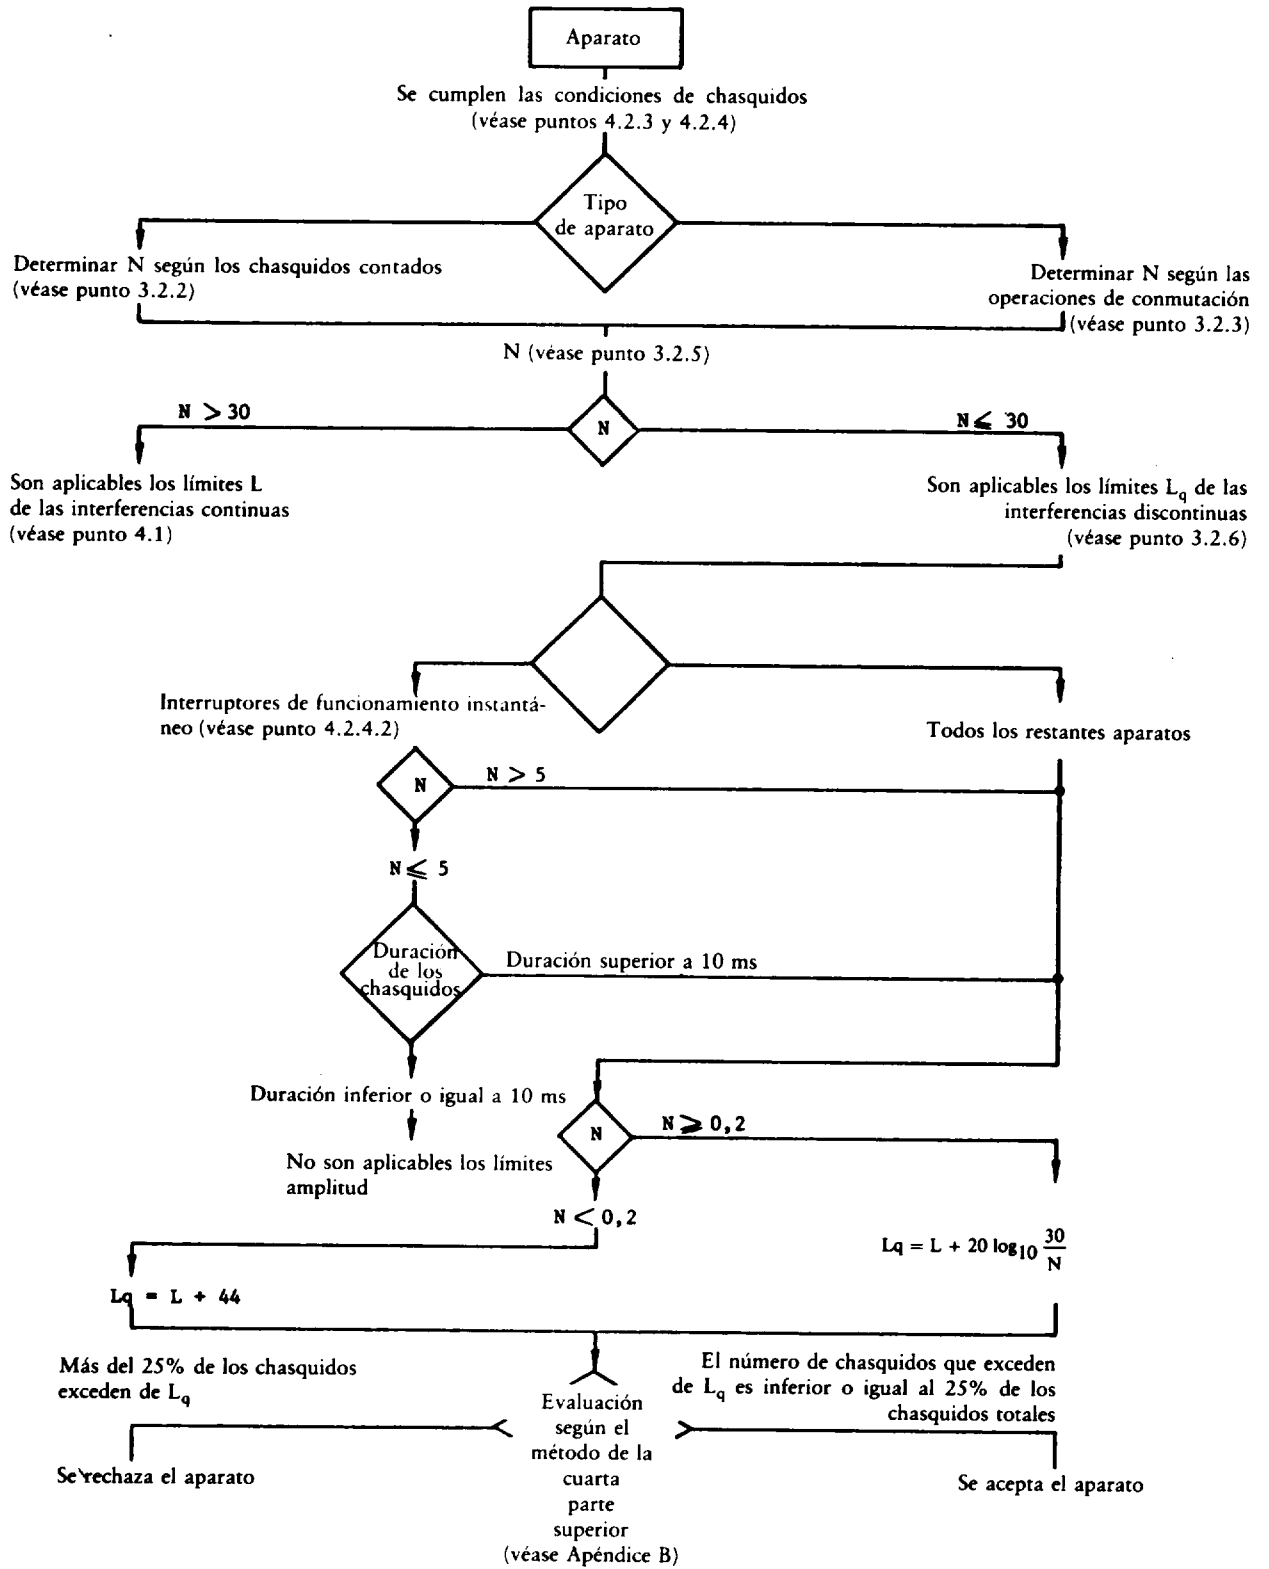 Aparato
Se cumplen las condiciones de chasquidos
(véase puntos 4.2.3 y 4.2.4)
Tipo
de aparato
Determinar N según los chasquidos contados
(véase punto 3.2.2)
Determinar N según las
operaciones de conmutación
(véase punto 3.2.3)
N (véase punto 3.2.5)
N > 30
N
N ⩽ 30
Son aplicables los límites L
de las interferencias continuas
(véase punto 4.1)
Son aplicables los límites Lq de las
interferencias discontinuas
(véase punto 3.2.6)
Interruptores de funcionamiento instantá-
neo (véase punto 4.2.4.2)
Todos los restantes aparatos
N
N > 5
N ⩽ 5
Duración
de los
chasquidos
Duración superior a 10 ms
Duración inferior o igual a 10 ms
No son aplicables los límites
amplitud
N
N ⩾ 0,2
N < 0,2
Lq = L + 44
Lq = L + 20 log10 30/N
Más del 25% de los chasquidos
exceden de Lq
El número de chasquidos que exceden
de Lq es inferior o igual al 25% de los
chasquidos totales
Evaluación
según el
método de la
cuarta
parte
superior
(véase Apéndice B)
Se rechaza el aparato
Se acepta el aparato